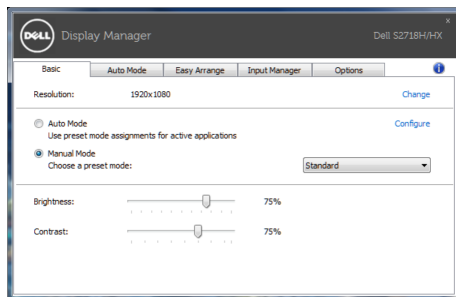 DELL Display Manager Dell S2718H/HX
Basic Auto Mode Easy Arrange Input Manager Options
Resolution: 1920x1080 Change
Auto Mode Configure
Use preset mode assignments for active applications
Manual Mode
Choose a preset mode: Standard
Brightness: 75%
Contrast: 75%